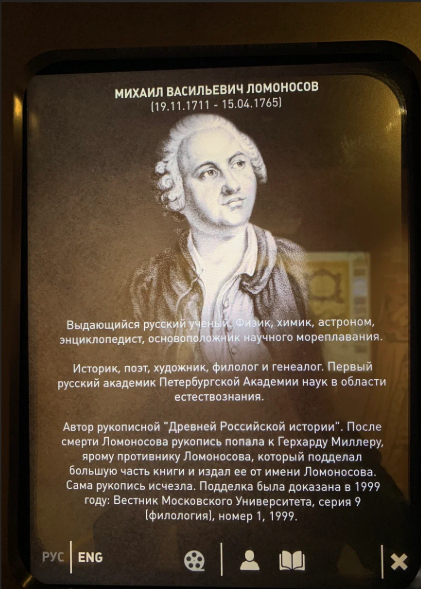 МИХАИЛ ВАСИЛЬЕВИЧ ЛОМОНОСОВ
(19.11.1711 - 15.04.1765)
Выдающийся русский ученый. Физик, химик, астроном,
энциклопедист, основоположник научного мореплавания.
Историк, поэт, художник, филолог и генеалог. Первый
русский академик Петербургской Академии наук в области
естествознания.
Автор рукописной "Древней Российской истории". После
смерти Ломоносова рукопись попала к Герхарду Миллеру,
ярому противнику Ломоносова, который подделал
большую часть книги и издал ее от имени Ломоносова.
Сама рукопись исчезла. Подделка была доказана в 1999
году: Вестник Московского Университета, серия 9
(филология), номер 1, 1999.
РУС ENG